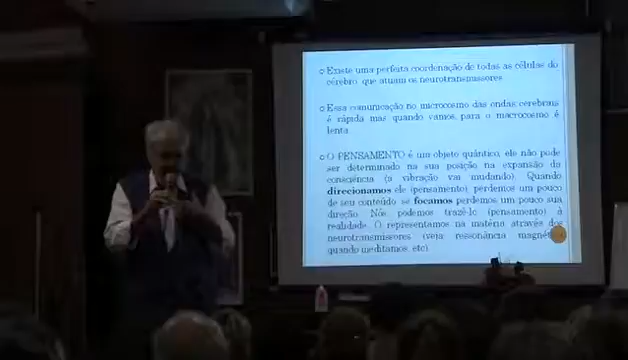 Existe uma perfeita coordenação de todas as células do
cérebro que atuam os neurotransmissores
Essa comunicação no microcosmo das ondas cerebrais
é rápida mas quando vamos para o macrocosmo é
lenta
O PENSAMENTO é um objeto quântico, ele não pode
ser determinado na sua posição na expansão da
consciência (a vibração vai mudando). Quando
direcionamos ele (pensamento) perdemos um pouco
de seu conteúdo se focamos perdemos um pouco sua
direção Nós podemos trazê-lo (pensamento) à
realidade. O representamos na matéria através dos
neurotransmissores (veja ressonância
quando meditamos, etc)